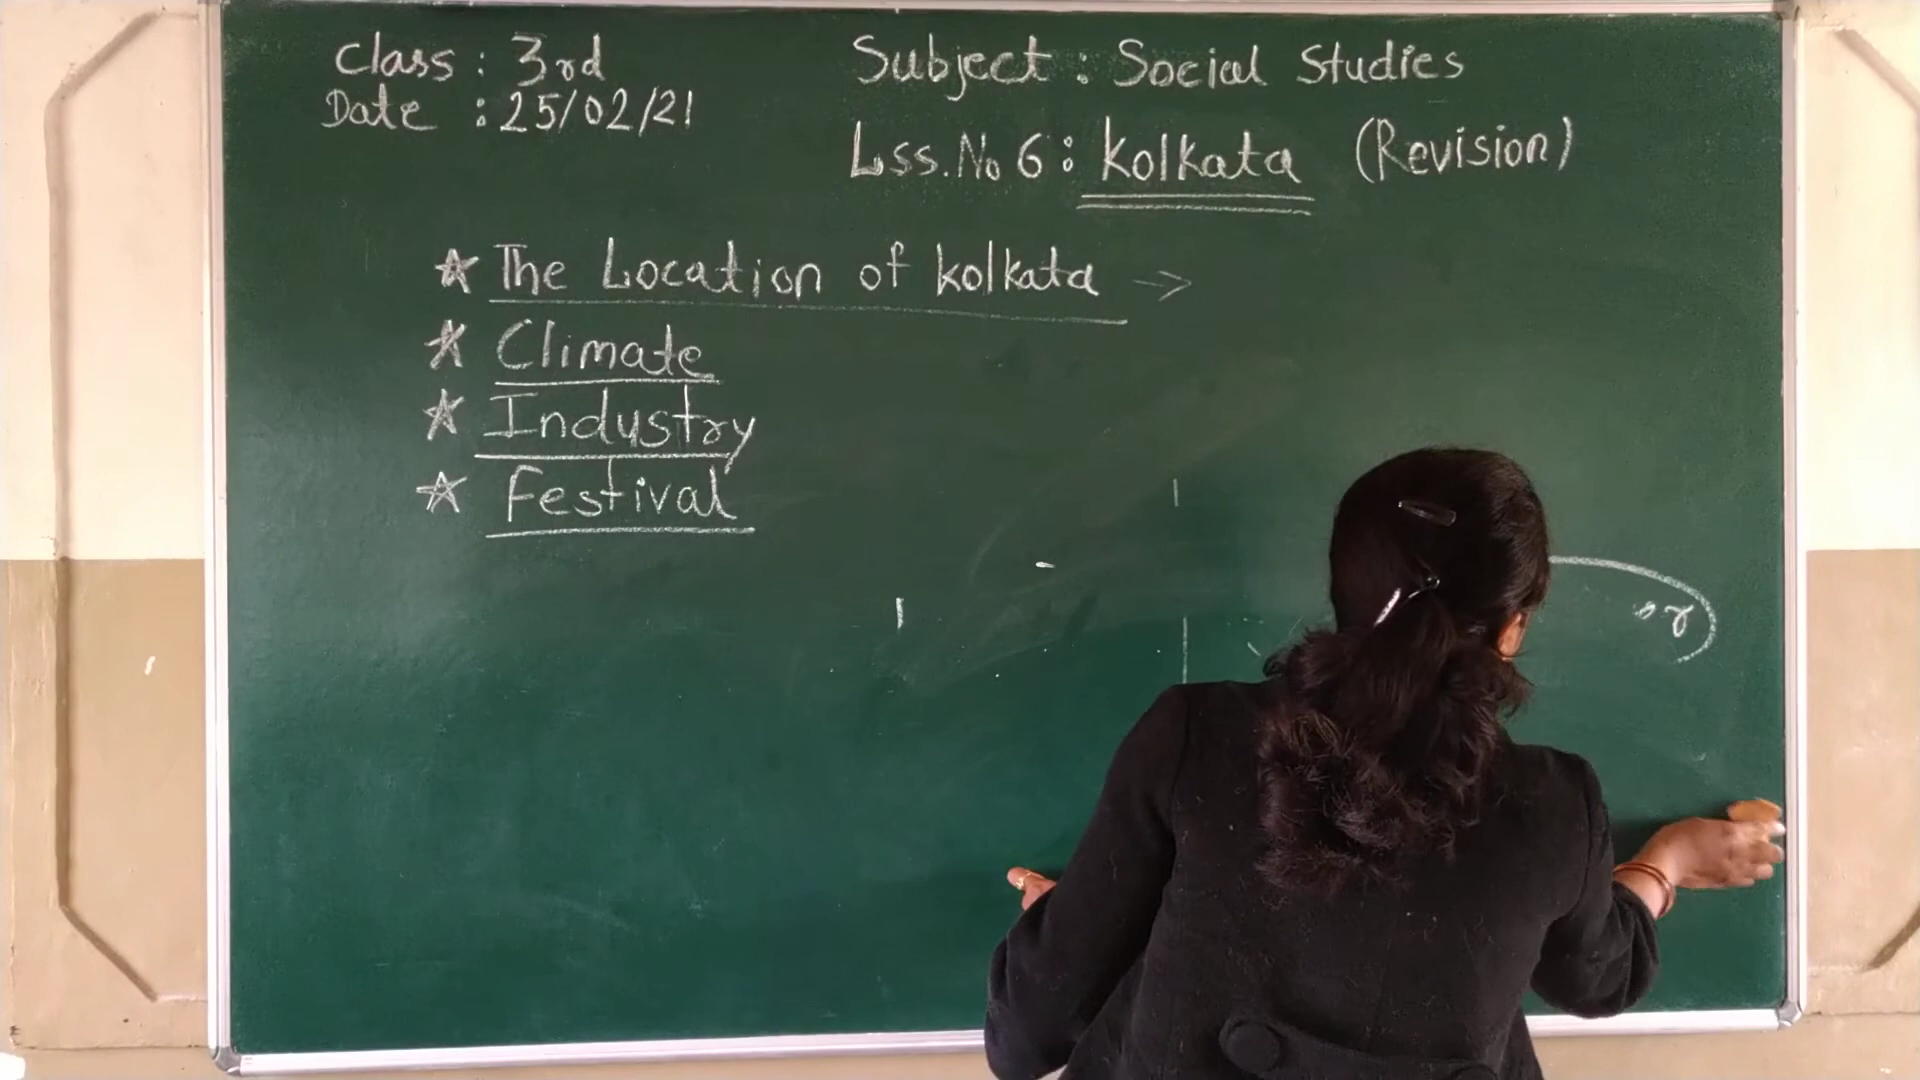 Class : 3rd
Date : 25/02/21
Subject : Social Studies
Lss. No 6 : Kolkata (Revision)
☆ The Location of Kolkata →
☆ Climate
☆ Industry
☆ Festival